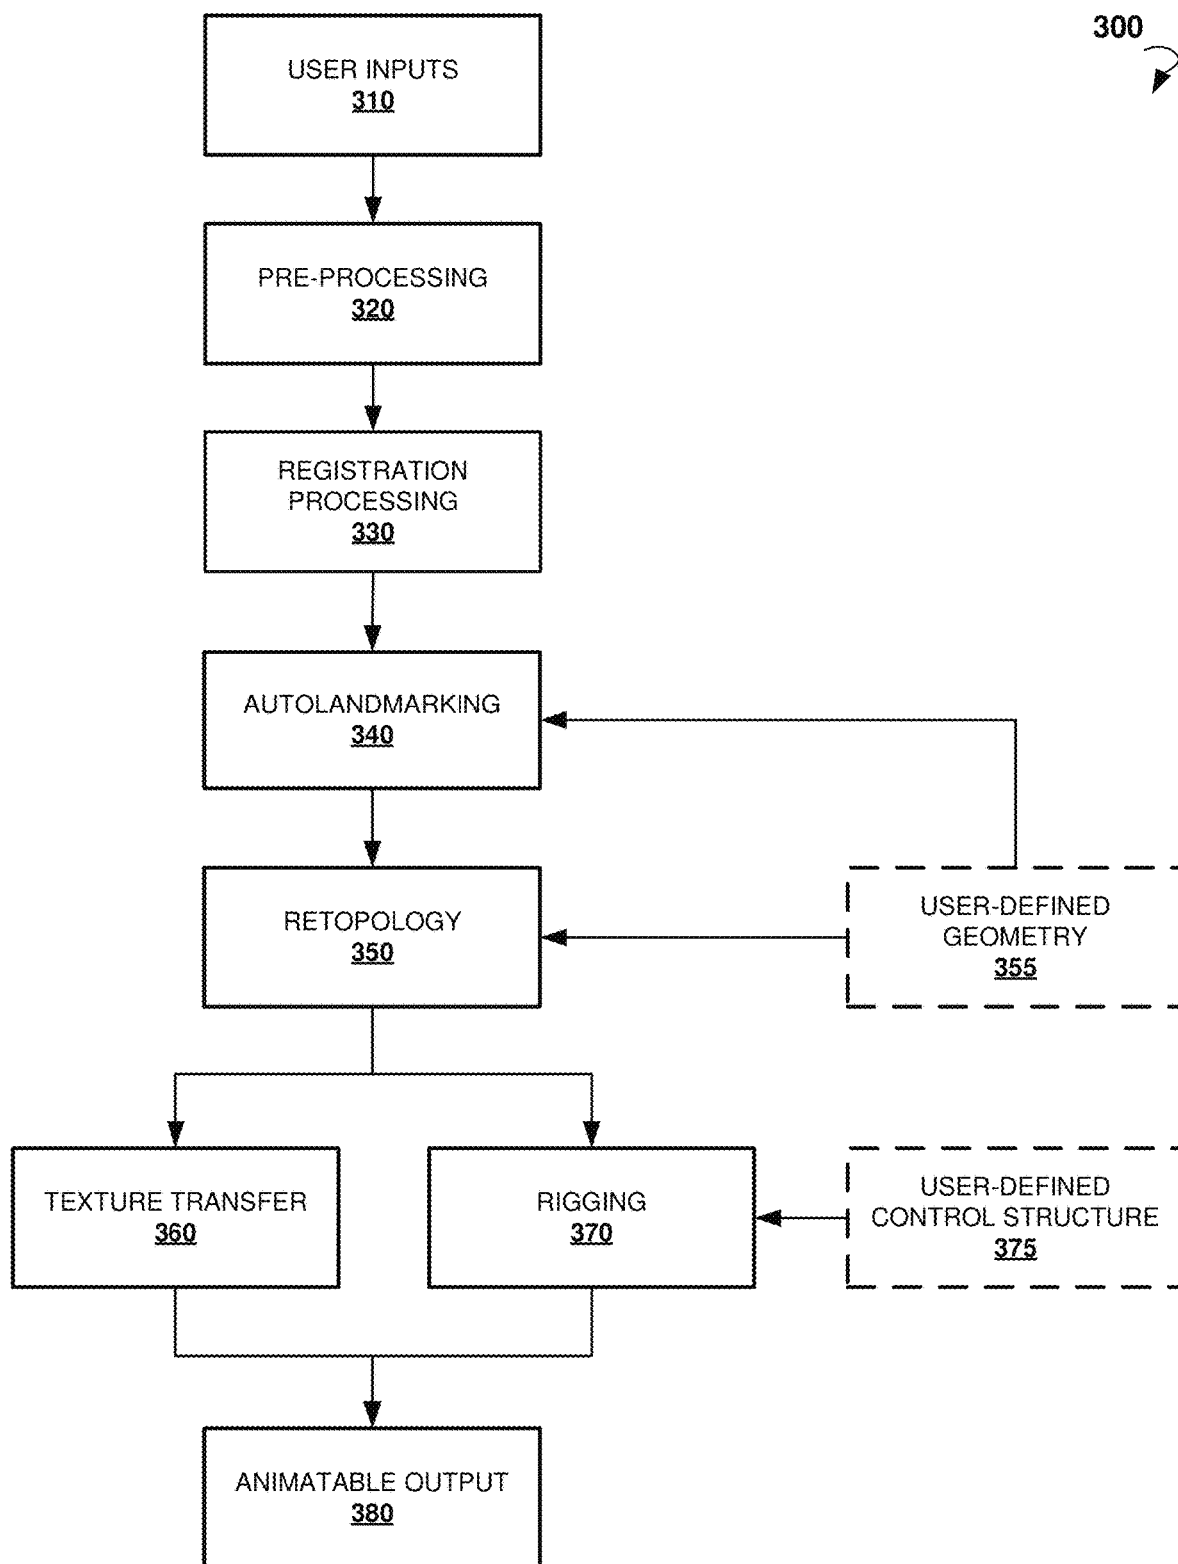 300
USER INPUTS
310
PRE-PROCESSING
320
REGISTRATION
PROCESSING
330
AUTOLANDMARKING
340
RETOPOLOGY
350
USER-DEFINED
GEOMETRY
355
TEXTURE TRANSFER
360
RIGGING
370
USER-DEFINED
CONTROL STRUCTURE
375
ANIMATABLE OUTPUT
380